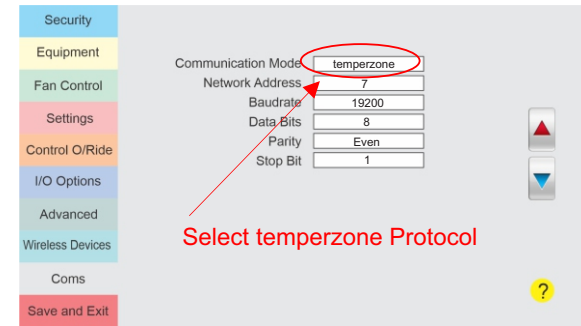 Security
Equipment
Fan Control
Settings
Control O/Ride
I/O Options
Advanced
Wireless Devices
Coms
Save and Exit
Communication Mode temperzone
Network Address 7
Baudrate 19200
Data Bits 8
Parity Even
Stop Bit 1
Select temperzone Protocol
?